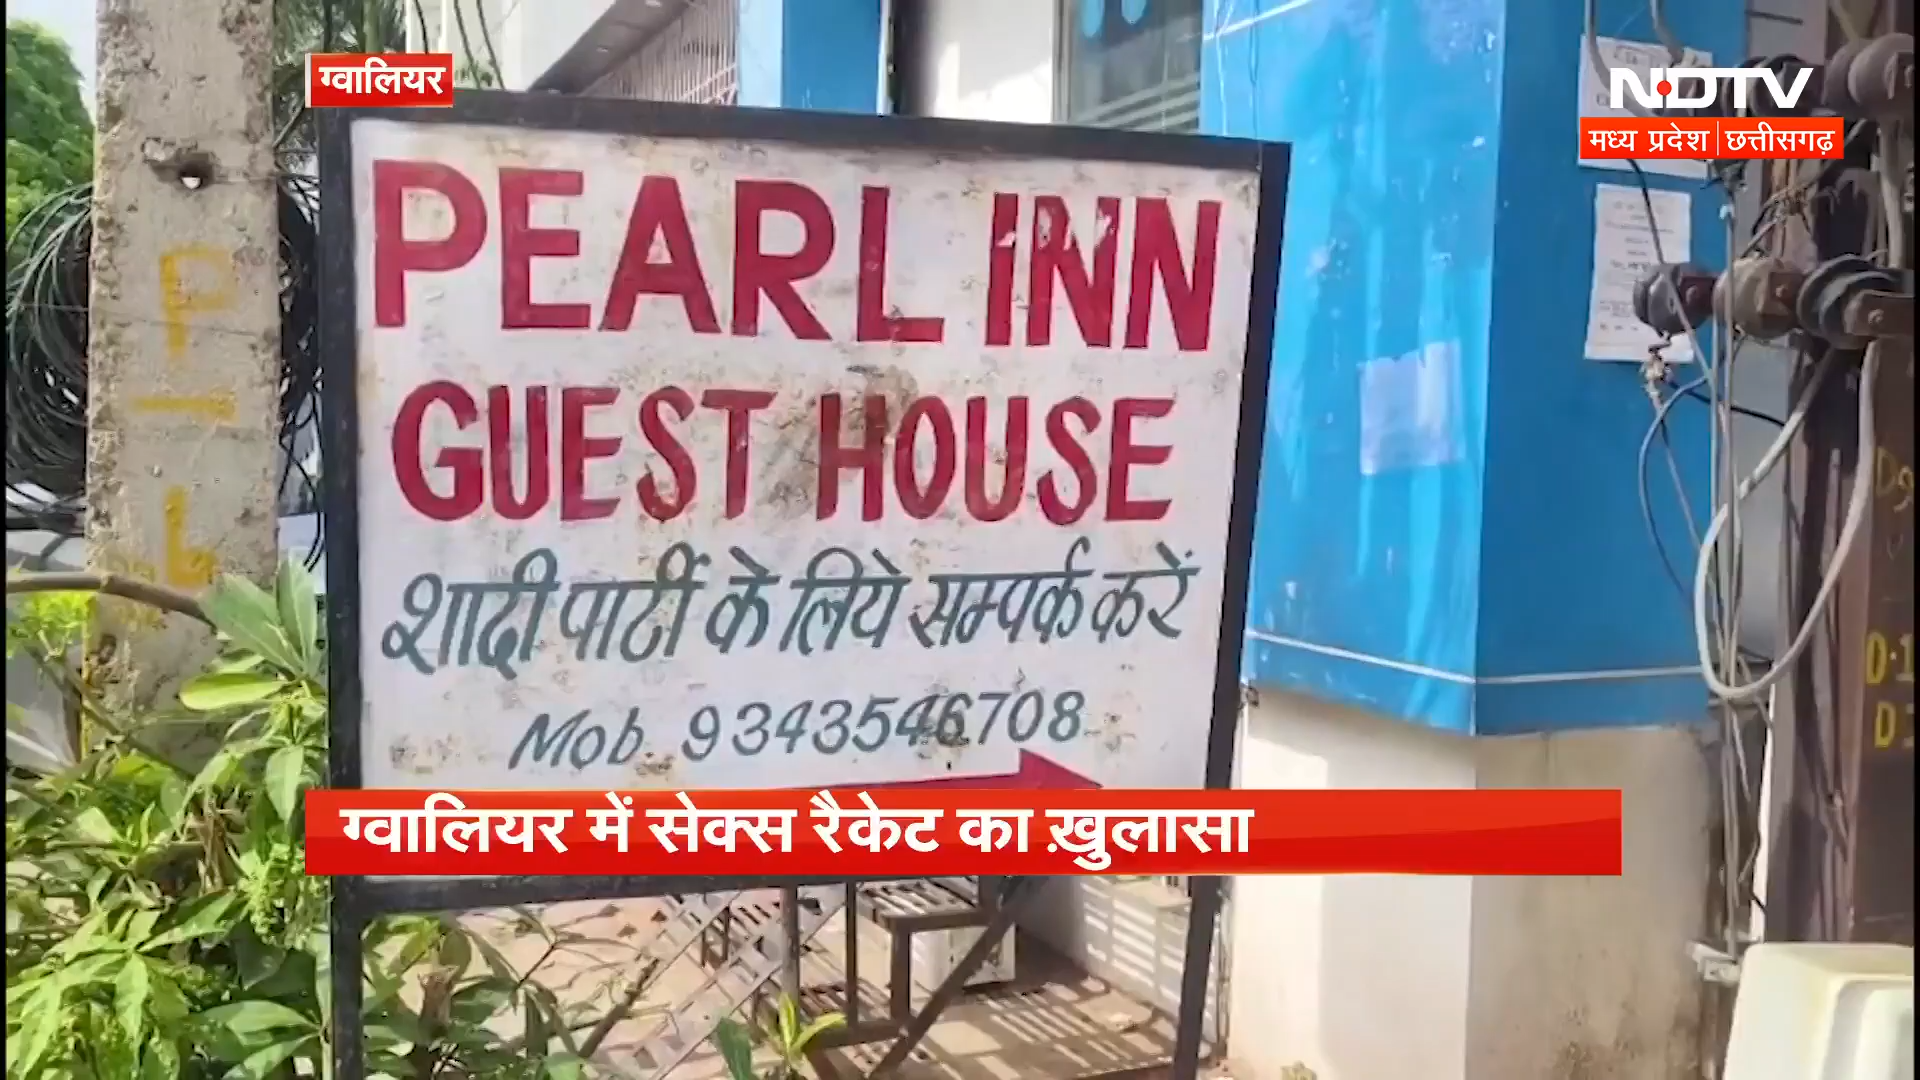 ग्वालियर
NDTV
मध्य प्रदेश|छत्तीसगढ़
PEARL INN
GUEST HOUSE
शादी पार्टी के लिये सम्पर्क करें
Mob. 9343546708
ग्वालियर में सेक्स रैकेट का ख़ुलासा